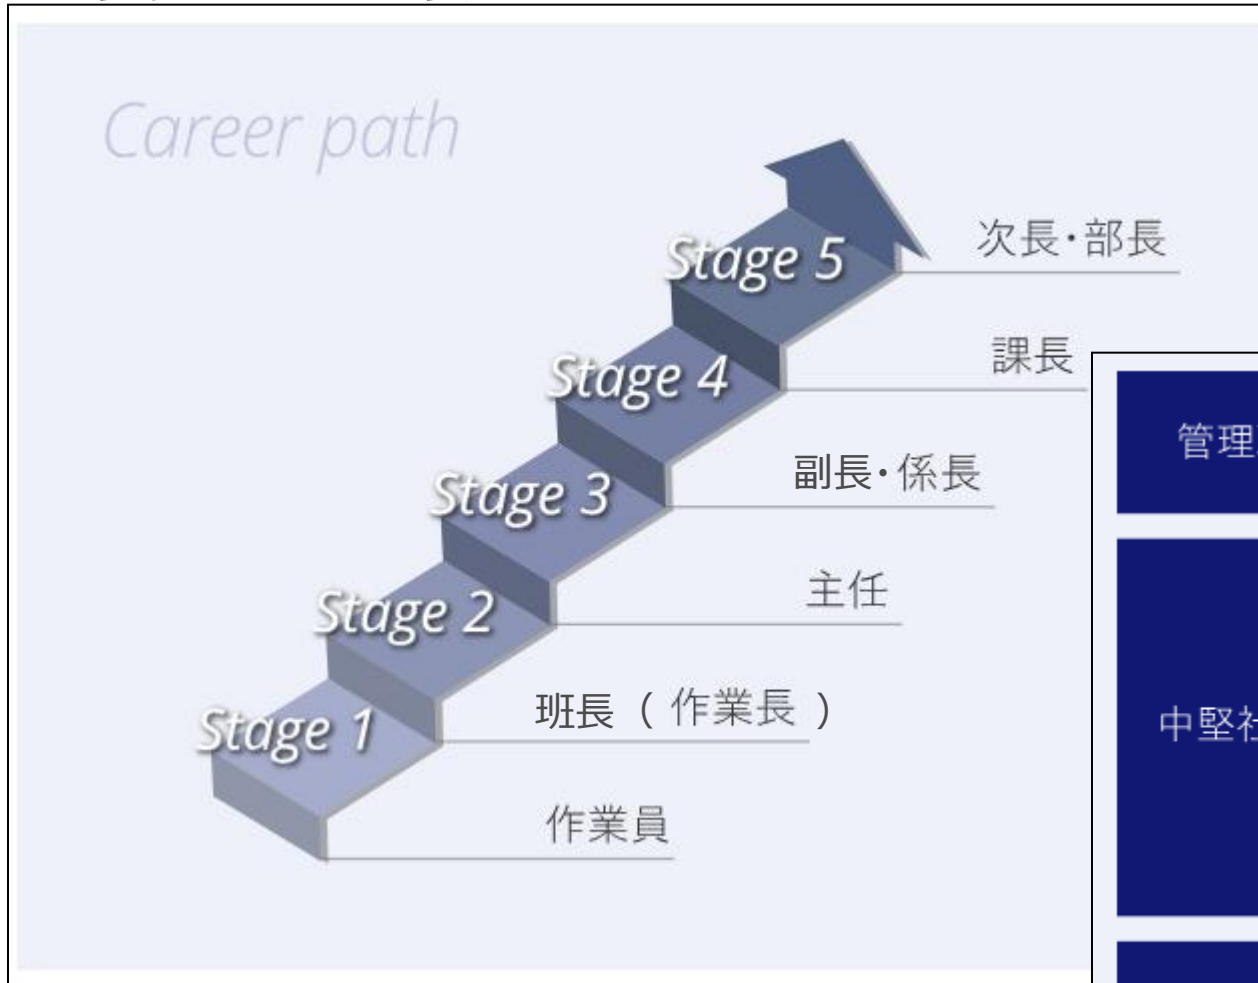 Career path
Stage 5
次長・部長
Stage 4
課長
Stage 3
副長・係長
Stage 2
主任
Stage 1
班長（作業長）
作業員
管理
中堅